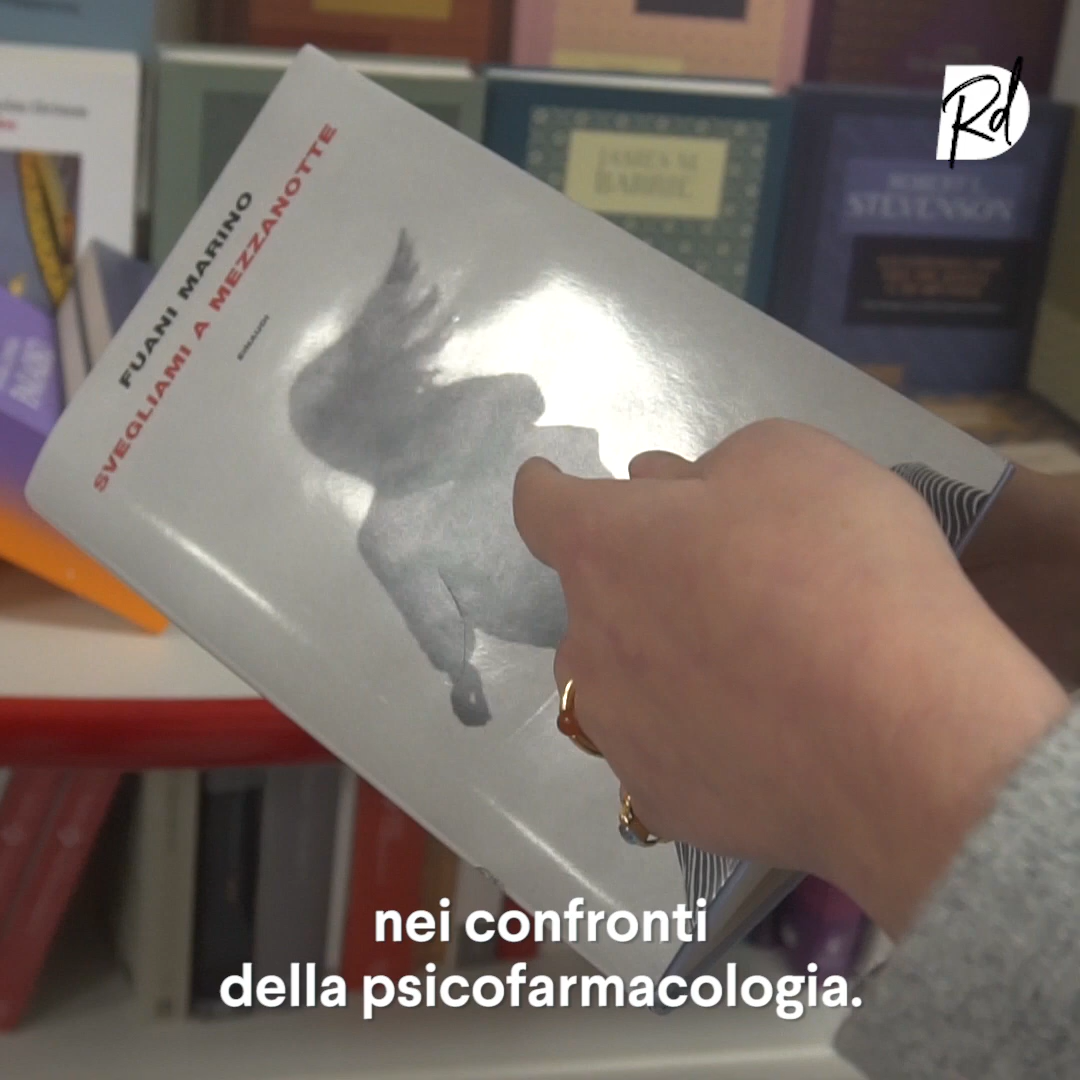 Rd
FUANI MARINO
SVEGLIAMI A MEZZANOTTE
EINAUDI
JAMES M.
BARRIE
ROBERT L.
STEVENSON
nei confronti
della psicofarmacologia.